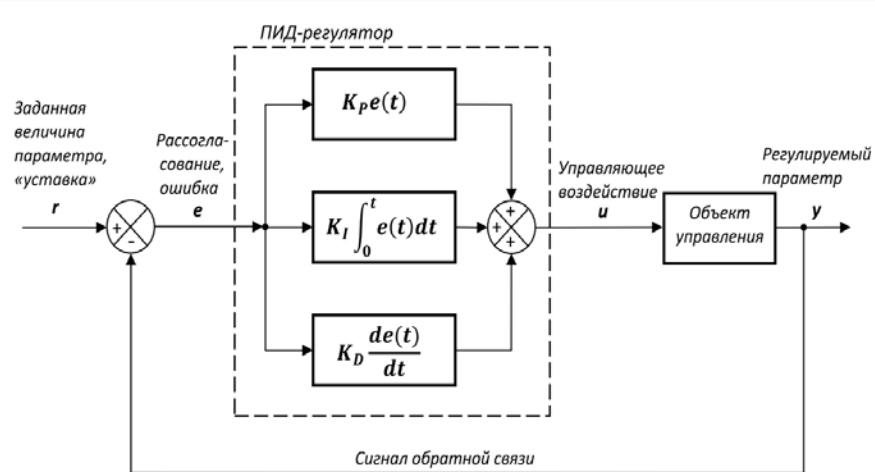 ПИД-регулятор
Заданная
величина
параметра,
«уставка»
r
+
-
Рассогла-
сование,
ошибка
e
K_P e(t)
K_I ∫_0^t e(t)dt
K_D de(t)/dt
+
+
+
Управляющее
воздействие
u
Объект
управления
Регулируемый
параметр
y
Сигнал обратной связи